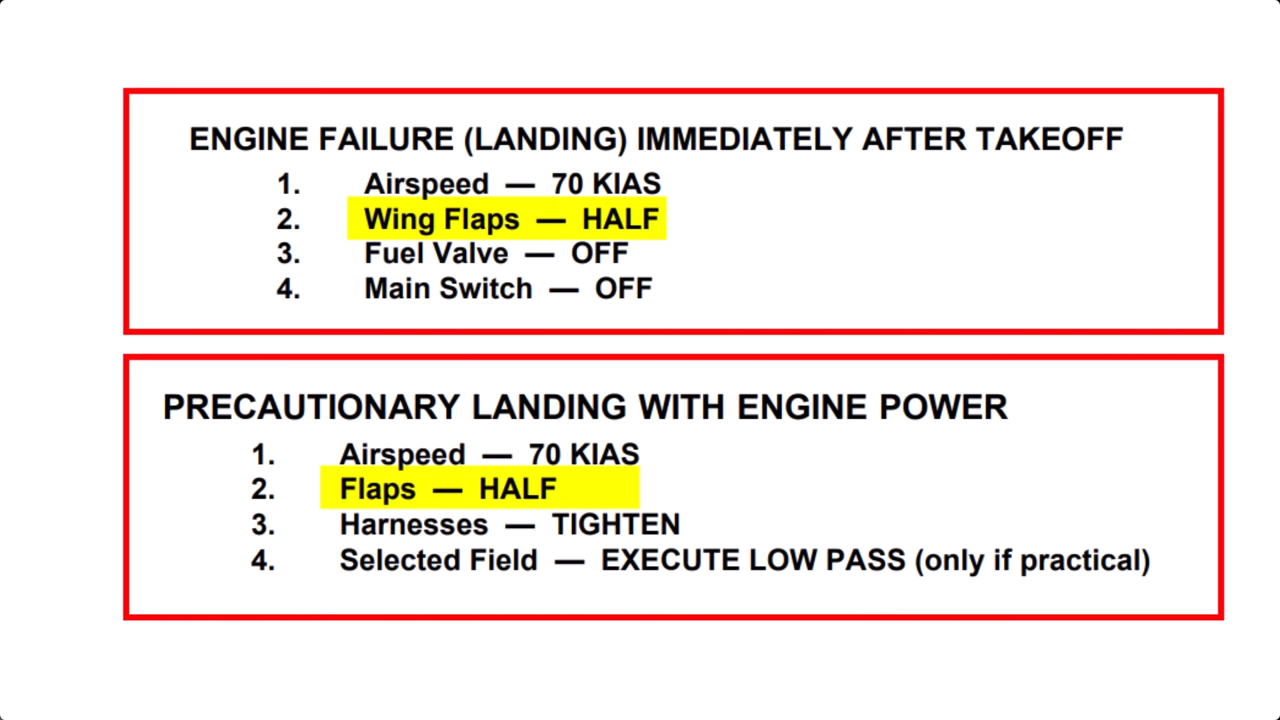 ENGINE FAILURE (LANDING) IMMEDIATELY AFTER TAKEOFF
1. Airspeed — 70 KIAS
2. Wing Flaps — HALF
3. Fuel Valve — OFF
4. Main Switch — OFF
PRECAUTIONARY LANDING WITH ENGINE POWER
1. Airspeed — 70 KIAS
2. Flaps — HALF
3. Harnesses — TIGHTEN
4. Selected Field — EXECUTE LOW PASS (only if practical)